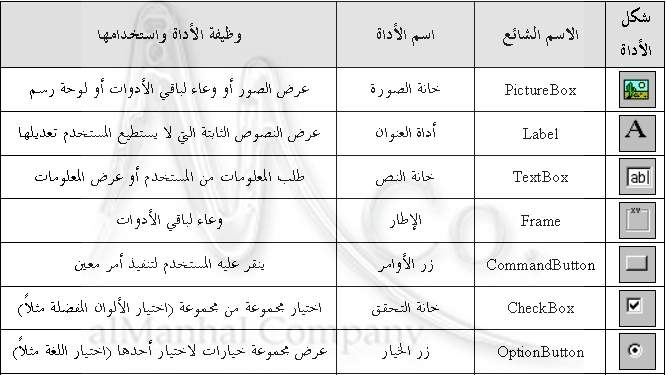 شكل الأداة | الاسم الشائع | اسم الأداة | وظيفة الأداة واستخدامها
PictureBox | خانة الصورة | عرض الصور أو وعاء لباقي الأدوات أو لوحة رسم
A | Label | أداة العنوان | عرض النصوص الثابتة التي لا يستطيع المستخدم تعديلها
ab | TextBox | خانة النص | طلب المعلومات من المستخدم أو عرض المعلومات
XY | Frame | الإطار | وعاء لباقي الأدوات
CommandButton | زر الأوامر | ينقر عليه المستخدم لتنفيذ أمر معين
CheckBox | خانة التحقق | اختيار مجموعة من مجموعة (اختيار الألوان المفضلة مثلاً)
OptionButton | زر الخيار | عرض مجموعة خيارات لاختيار أحدها (اختيار اللغة مثلاً)
Co.
alManhal Company